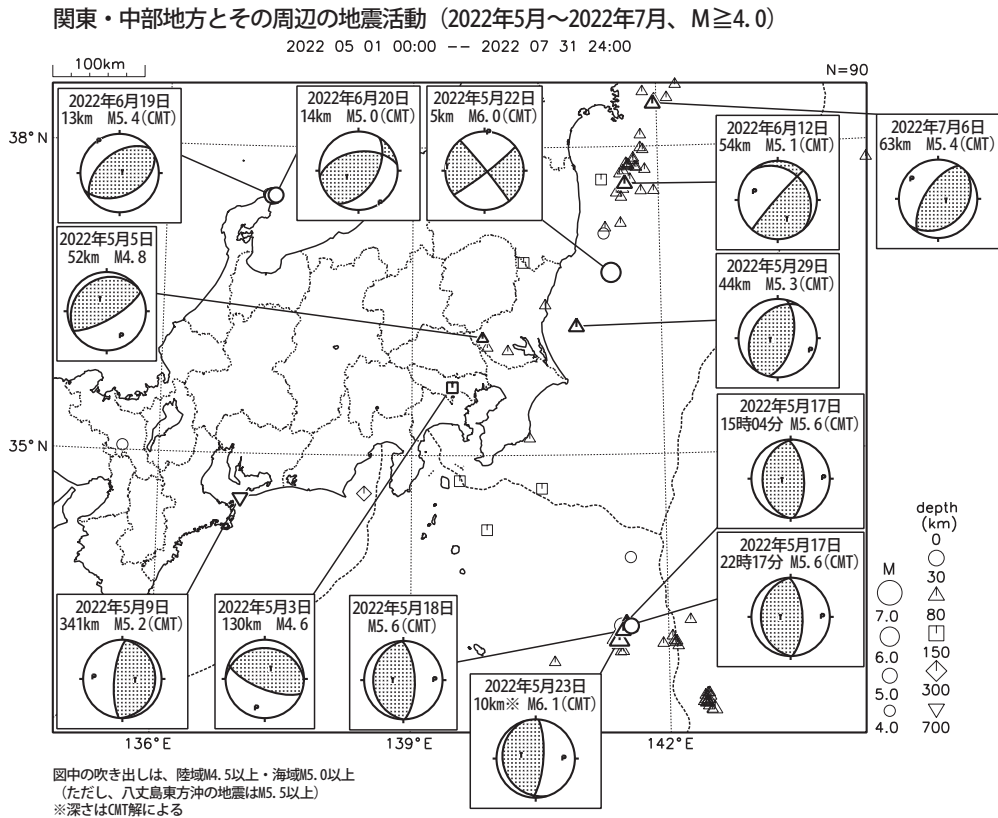 関東・中部地方とその周辺の地震活動（2022年5月～2022年7月、M≧4.0）
2022 05 01 00:00 -- 2022 07 31 24:00
100km
N=90
2022年6月19日
13km M5.4(CMT)
2022年6月20日
14km M5.0(CMT)
2022年5月22日
5km M6.0(CMT)
2022年6月12日
54km M5.1(CMT)
2022年7月6日
63km M5.4(CMT)
38°N
2022年5月5日
52km M4.8
2022年5月29日
44km M5.3(CMT)
2022年5月17日
15時04分 M5.6(CMT)
35°N
2022年5月17日
22時17分 M5.6(CMT)
2022年5月9日
341km M5.2(CMT)
2022年5月3日
130km M4.6
2022年5月18日
M5.6(CMT)
2022年5月23日
10km※ M6.1(CMT)
M
7.0
6.0
5.0
4.0
depth
(km)
0
30
80
150
300
700
136°E
139°E
142°E
図中の吹き出しは、陸域M4.5以上・海域M5.0以上
（ただし、八丈島東方沖の地震はM5.5以上）
※深さはCMT解による